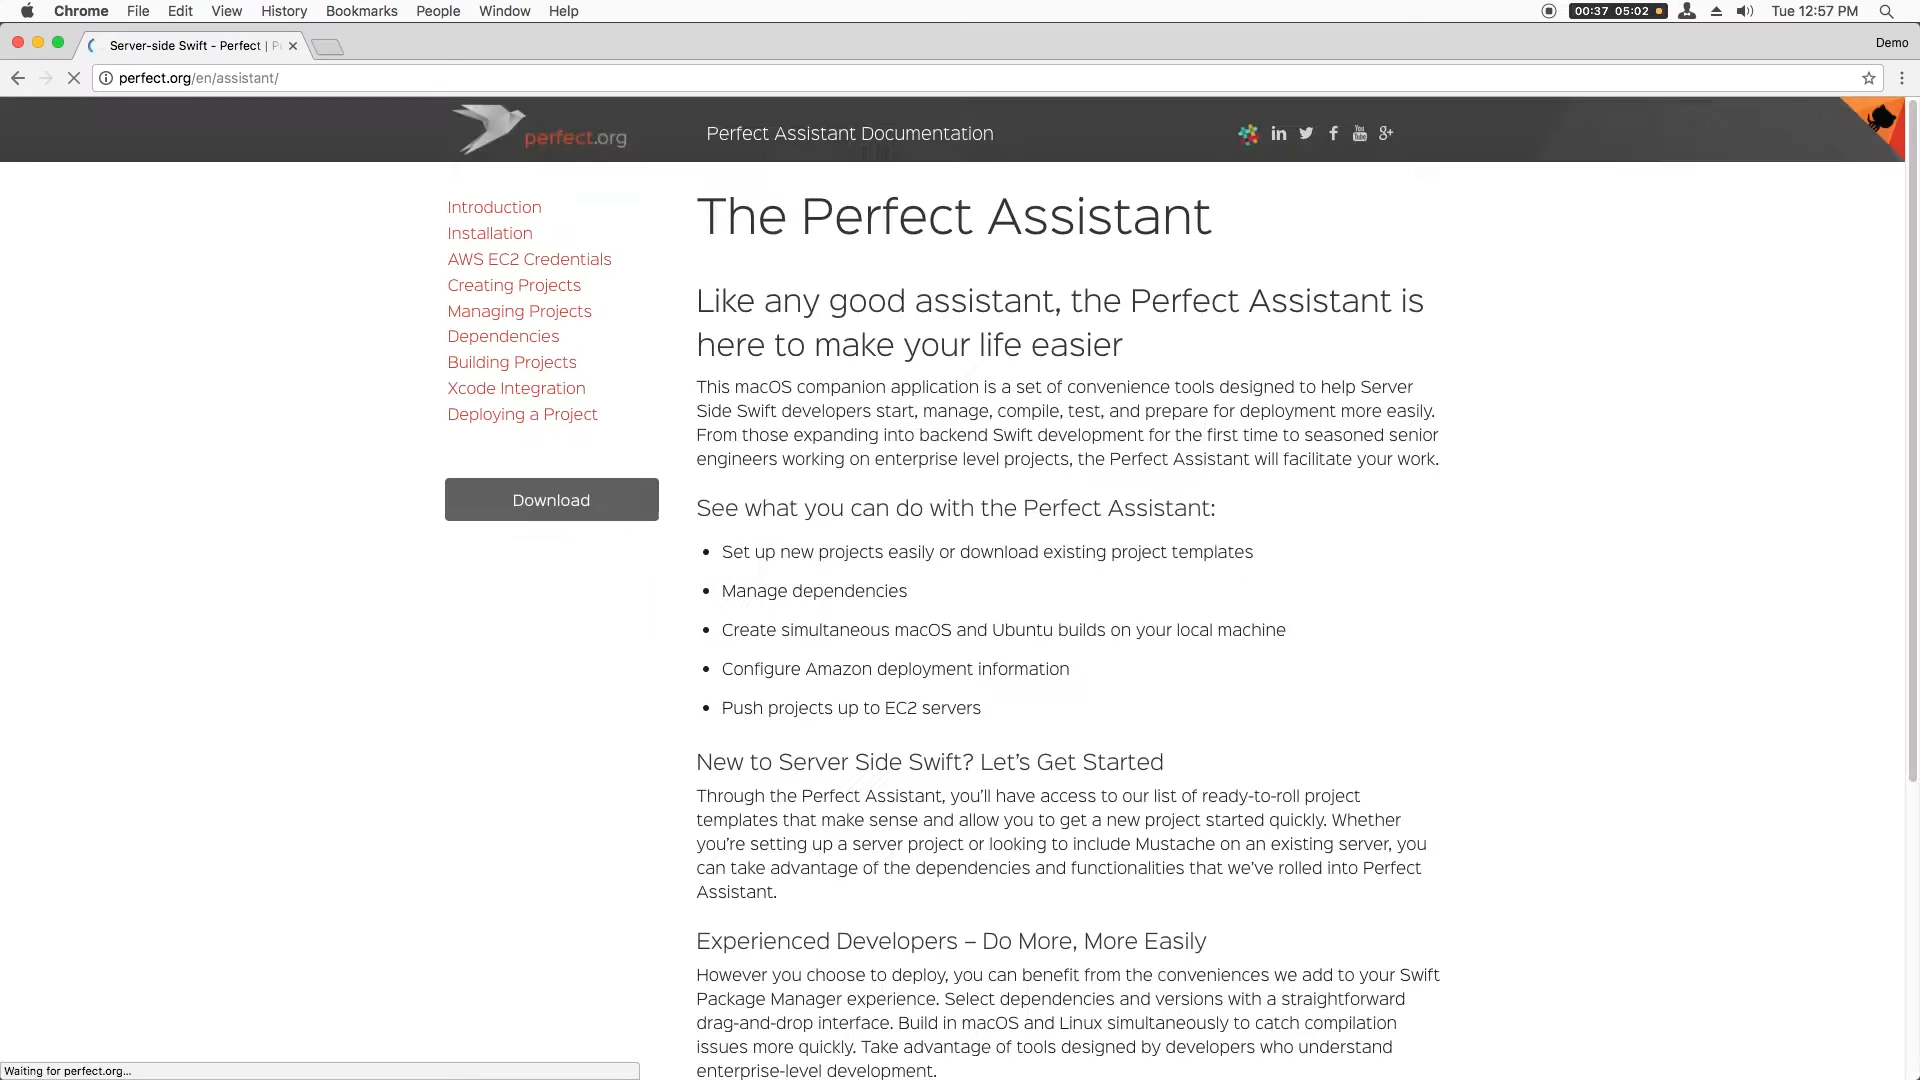 Chrome File Edit View History Bookmarks People Window Help 00:37 05:02 Tue 12:57 PM
Server-side Swift - Perfect | P Demo
perfect.org/en/assistant/
perfect.org Perfect Assistant Documentation in f You Tube g+
Introduction
Installation
AWS EC2 Credentials
Creating Projects
Managing Projects
Dependencies
Building Projects
Xcode Integration
Deploying a Project
Download
The Perfect Assistant
Like any good assistant, the Perfect Assistant is
here to make your life easier
This macOS companion application is a set of convenience tools designed to help Server
Side Swift developers start, manage, compile, test, and prepare for deployment more easily.
From those expanding into backend Swift development for the first time to seasoned senior
engineers working on enterprise level projects, the Perfect Assistant will facilitate your work.
See what you can do with the Perfect Assistant:
• Set up new projects easily or download existing project templates
• Manage dependencies
• Create simultaneous macOS and Ubuntu builds on your local machine
• Configure Amazon deployment information
• Push projects up to EC2 servers
New to Server Side Swift? Let's Get Started
Through the Perfect Assistant, you'll have access to our list of ready-to-roll project
templates that make sense and allow you to get a new project started quickly. Whether
you're setting up a server project or looking to include Mustache on an existing server, you
can take advantage of the dependencies and functionalities that we've rolled into Perfect
Assistant.
Experienced Developers – Do More, More Easily
However you choose to deploy, you can benefit from the conveniences we add to your Swift
Package Manager experience. Select dependencies and versions with a straightforward
drag-and-drop interface. Build in macOS and Linux simultaneously to catch compilation
issues more quickly. Take advantage of tools designed by developers who understand
enterprise-level development.
Waiting for perfect.org...